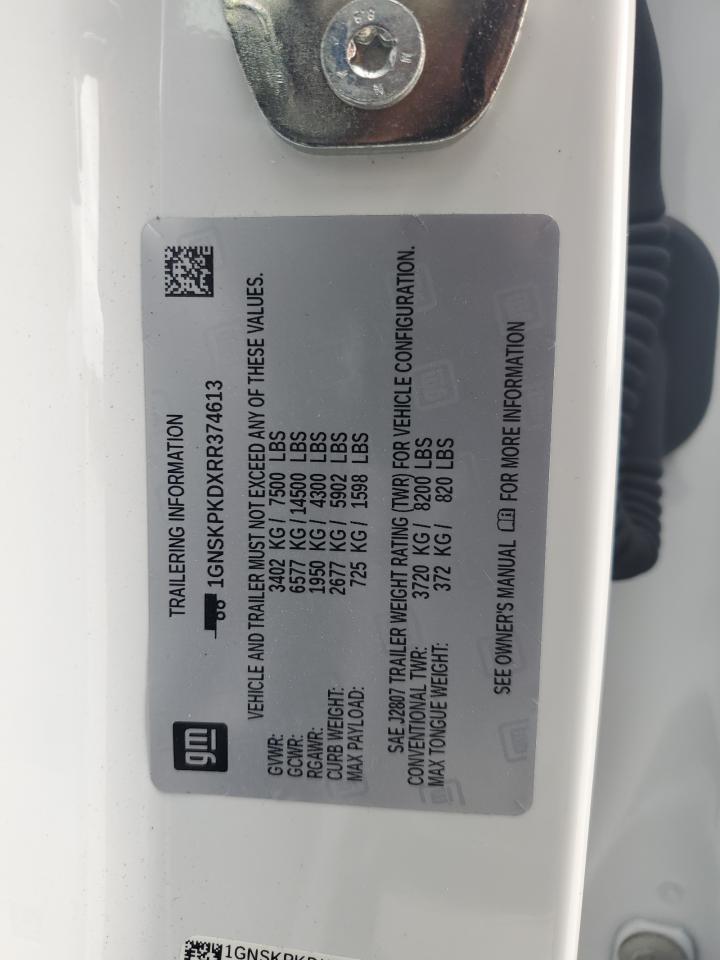 gm
TRAILERING INFORMATION
1GNSKPKDXRR374613
VEHICLE AND TRAILER MUST NOT EXCEED ANY OF THESE VALUES.
GVWR: 3402 KG / 7500 LBS
GCWR: 6577 KG / 14500 LBS
RGAWR: 1950 KG / 4300 LBS
CURB WEIGHT: 2677 KG / 5902 LBS
MAX PAYLOAD: 725 KG / 1598 LBS
SAE J2807 TRAILER WEIGHT RATING (TWR) FOR VEHICLE CONFIGURATION.
CONVENTIONAL TWR: 3720 KG / 8200 LBS
MAX TONGUE WEIGHT: 372 KG / 820 LBS
SEE OWNER'S MANUAL FOR MORE INFORMATION